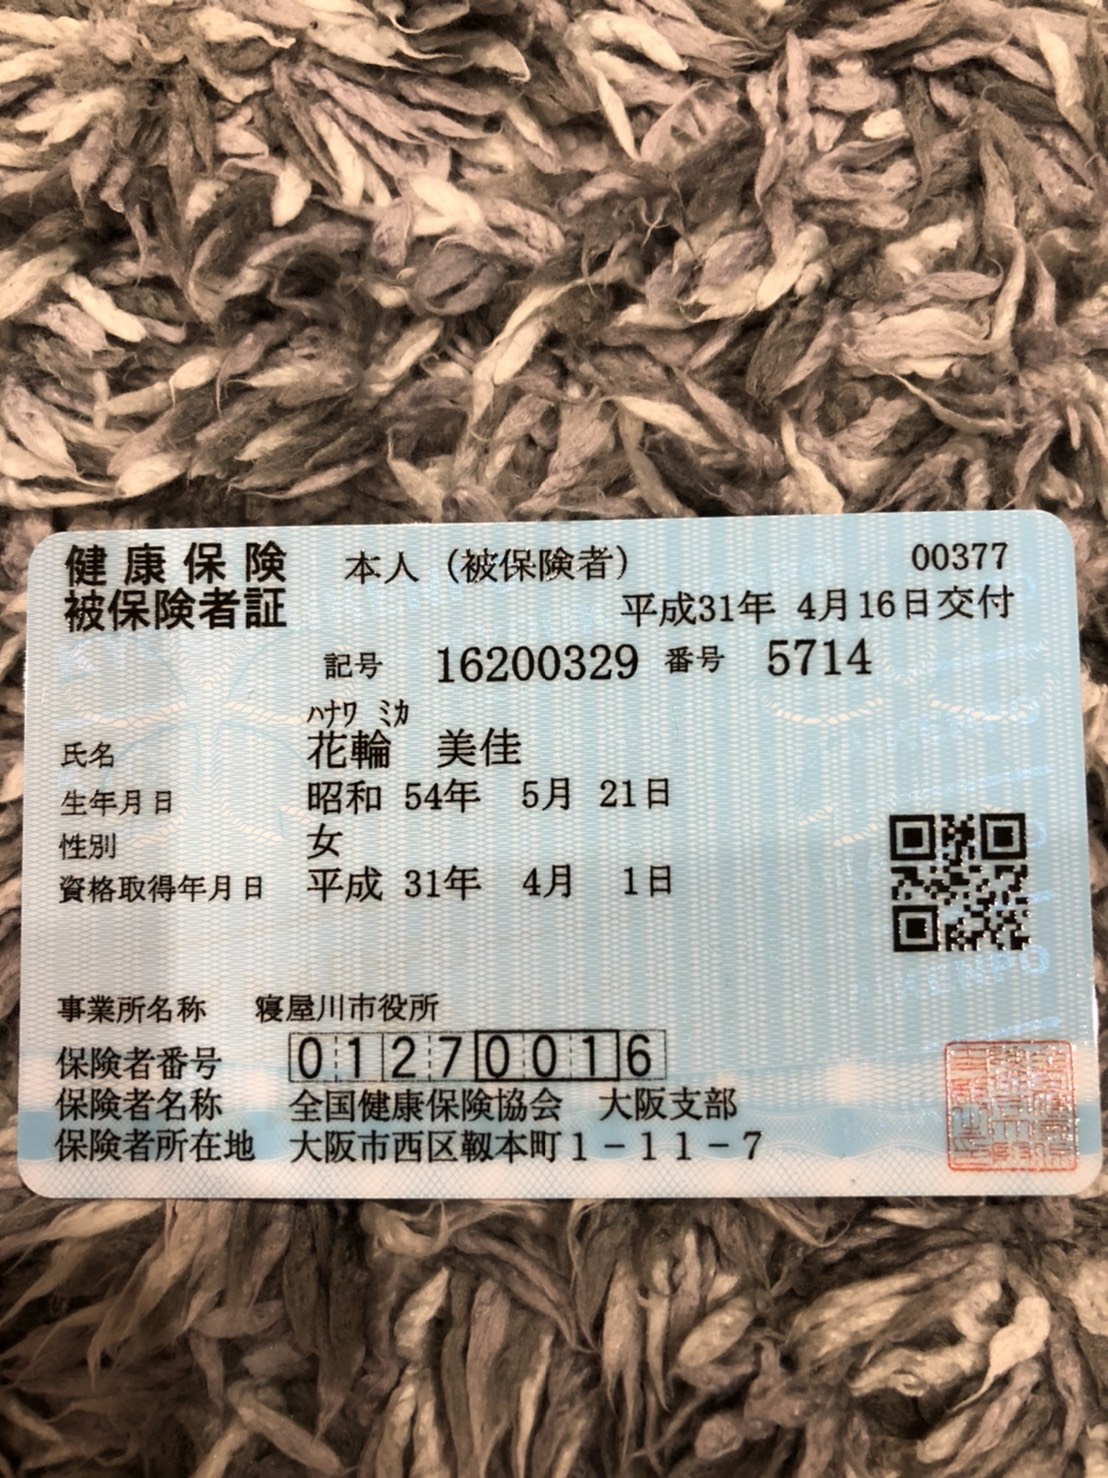 健康保険 本人（被保険者） 00377
被保険者証 平成31年 4月16日交付
記号 16200329 番号 5714
ﾊﾅﾜ ﾐｶ
氏名 花輪 美佳
生年月日 昭和 54年 5月 21日
性別 女
資格取得年月日 平成 31年 4月 1日
事業所名称 寝屋川市役所
保険者番号 01270016
保険者名称 全国健康保険協会 大阪支部
保険者所在地 大阪市西区靱本町1－11－7